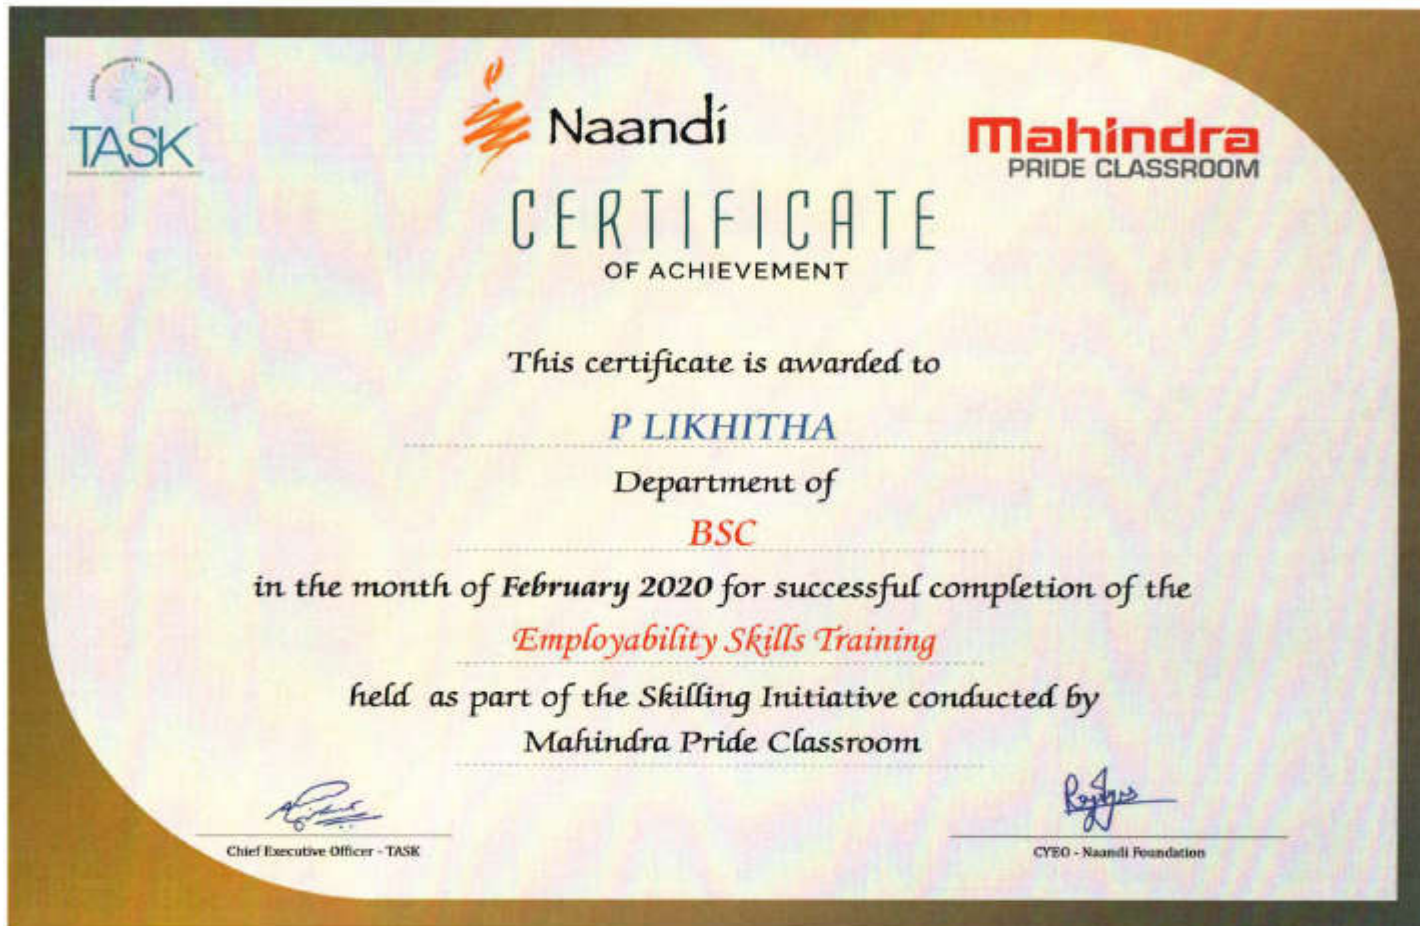 TASK
Naandi
Mahindra
PRIDE CLASSROOM
CERTIFICATE
OF ACHIEVEMENT
This certificate is awarded to
P LIKHITHA
Department of
BSC
in the month of February 2020 for successful completion of the
Employability Skills Training
held as part of the Skilling Initiative conducted by
Mahindra Pride Classroom
Chief Executive Officer - TASK
CYEO - Naandi Foundation